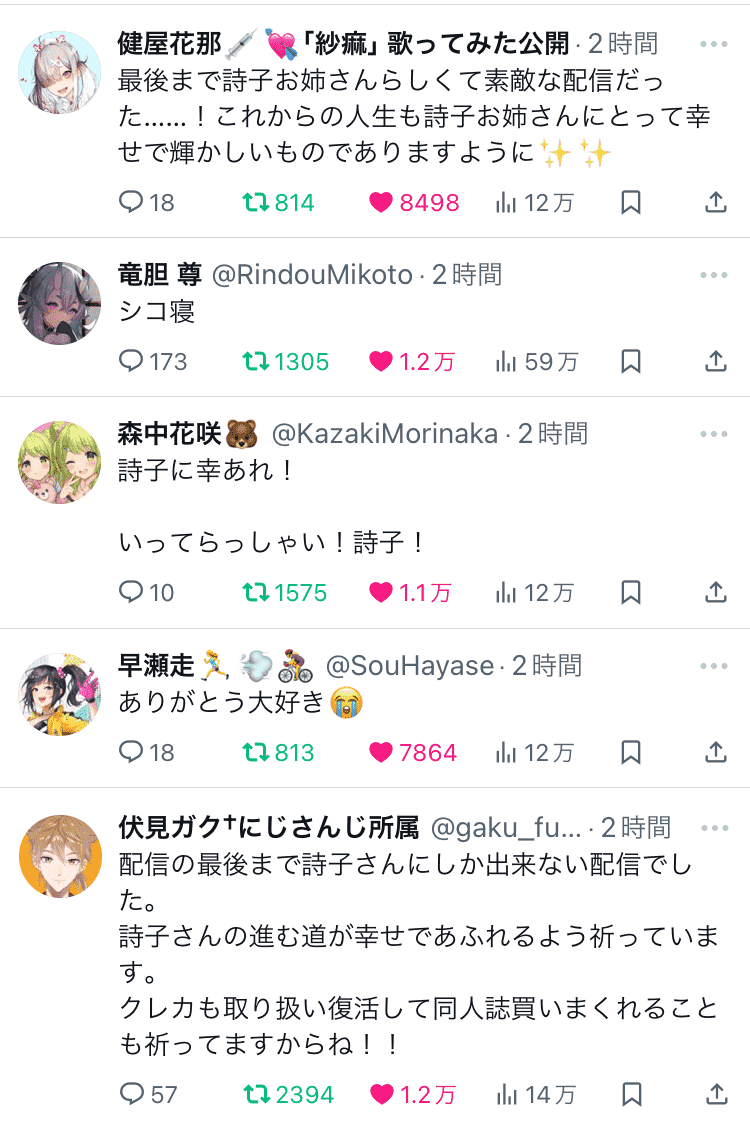 健屋花那💉💘「紗痲」歌ってみた公開 · 2時間
最後まで詩子お姉さんらしくて素敵な配信だっ
た……！これからの人生も詩子お姉さんにとって幸
せで輝かしいものでありますように✨✨
18 814 8498 12万
竜胆 尊 @RindouMikoto · 2時間
シコ寝
173 1305 1.2万 59万
森中花咲🐻 @KazakiMorinaka · 2時間
詩子に幸あれ！
いってらっしゃい！詩子！
10 1575 1.1万 12万
早瀬走🏃💨🚴 @SouHayase · 2時間
ありがとう大好き😭
18 813 7864 12万
伏見ガク†にじさんじ所属 @gaku_fu... · 2時間
配信の最後まで詩子さんにしか出来ない配信でし
た。
詩子さんの進む道が幸せであふれるよう祈っていま
す。
クレカも取り扱い復活して同人誌買いまくれること
も祈ってますからね！！
57 2394 1.2万 14万